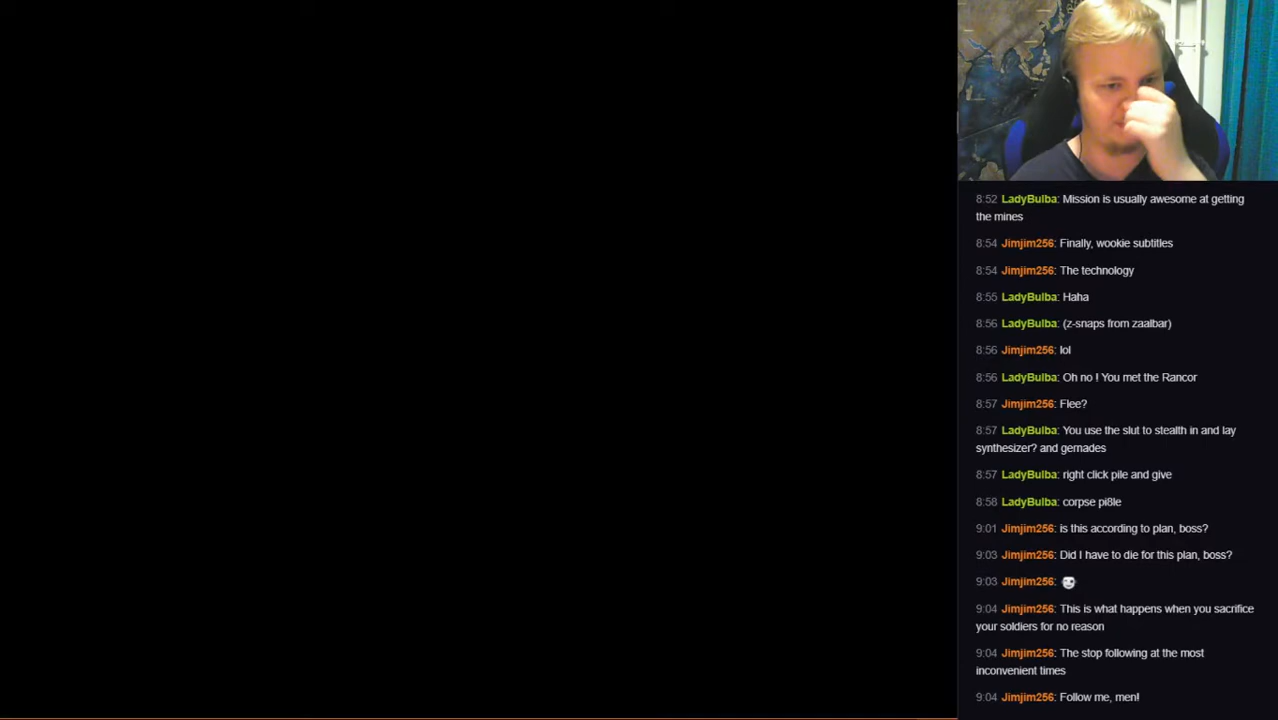 8:52 LadyBulba: Mission is usually awesome at getting
the mines
8:54 Jimjim256: Finally, wookie subtitles
8:54 Jimjim256: The technology
8:55 LadyBulba: Haha
8:56 LadyBulba: (z-snaps from zaalbar)
8:56 Jimjim256: lol
8:56 LadyBulba: Oh no ! You met the Rancor
8:57 Jimjim256: Flee?
8:57 LadyBulba: You use the slut to stealth in and lay
synthesizer? and gernades
8:57 LadyBulba: right click pile and give
8:58 LadyBulba: corpse pi8le
9:01 Jimjim256: is this according to plan, boss?
9:03 Jimjim256: Did I have to die for this plan, boss?
9:03 Jimjim256:
9:04 Jimjim256: This is what happens when you sacrifice
your soldiers for no reason
9:04 Jimjim256: The stop following at the most
inconvenient times
9:04 Jimjim256: Follow me, men!